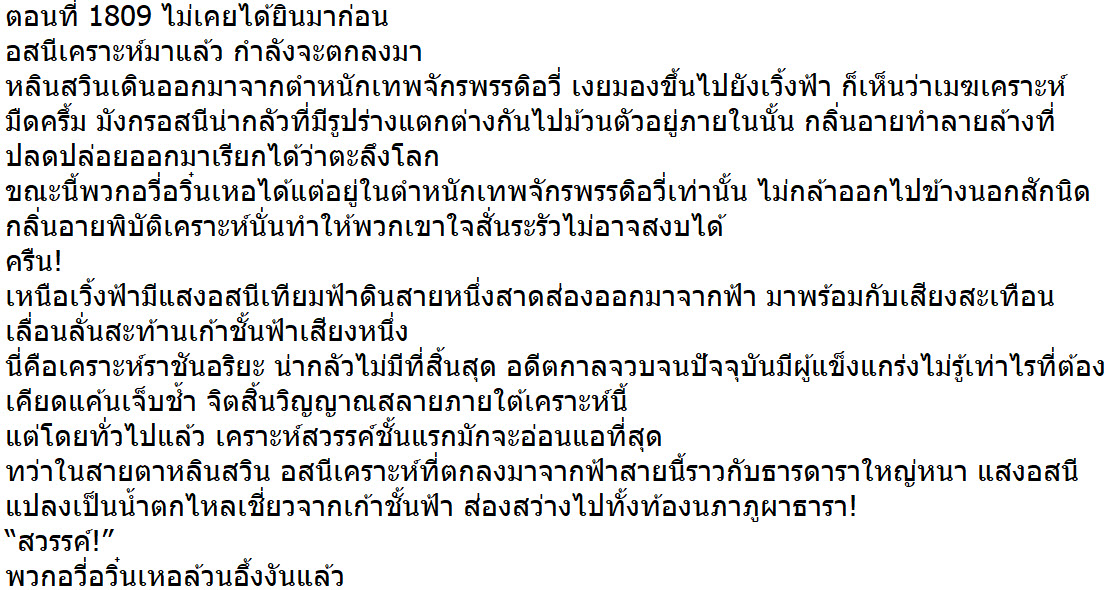 ตอนที่ 1809 ไม่เคยได้ยินมาก่อน
อสนีเคราะห์มาแล้ว กำลังจะตกลงมา
หลินสวินเดินออกมาจากตำหนักเทพจักรพรรดิอวี่ เงยมองขึ้นไปยังเวิ้งฟ้า ก็เห็นว่าเมฆเคราะห์
มืดครึ้ม มังกรอสนีน่ากลัวที่มีรูปร่างแตกต่างกันไปม้วนตัวอยู่ภายในนั้น กลิ่นอายทำลายล้างที่
ปลดปล่อยออกมาเรียกได้ว่าตะลึงโลก
ขณะนี้พวกอวี่อวิ๋นเหอได้แต่อยู่ในตำหนักเทพจักรพรรดิอวี่เท่านั้น ไม่กล้าออกไปข้างนอกสักนิด
กลิ่นอายพิบัติเคราะห์นั่นทำให้พวกเขาใจสั่นระรัวไม่อาจสงบได้
ครืน!
เหนือเวิ้งฟ้ามีแสงอสนีเทียมฟ้าดินสายหนึ่งสาดส่องออกมาจากฟ้า มาพร้อมกับเสียงสะเทือน
เลื่อนลั่นสะท้านเก้าชั้นฟ้าเสียงหนึ่ง
นี่คือเคราะห์ราชันอริยะ น่ากลัวไม่มีที่สิ้นสุด อดีตกาลจวบจนปัจจุบันมีผู้แข็งแกร่งไม่รู้เท่าไรที่ต้อง
เคียดแค้นเจ็บช้ำ จิตสิ้นวิญญาณสลายภายใต้เคราะห์นี้
แต่โดยทั่วไปแล้ว เคราะห์สวรรค์ชั้นแรกมักจะอ่อนแอที่สุด
ทว่าในสายตาหลินสวิน อสนีเคราะห์ที่ตกลงมาจากฟ้าสายนี้ราวกับธารดาราใหญ่หนา แสงอสนี
แปลงเป็นน้ำตกไหลเชี่ยวจากเก้าชั้นฟ้า ส่องสว่างไปทั้งท้องนภาภูผาธารา!
“สวรรค์!”
พวกอวี่อวิ๋นเหอล้วนอึ้งงันแล้ว